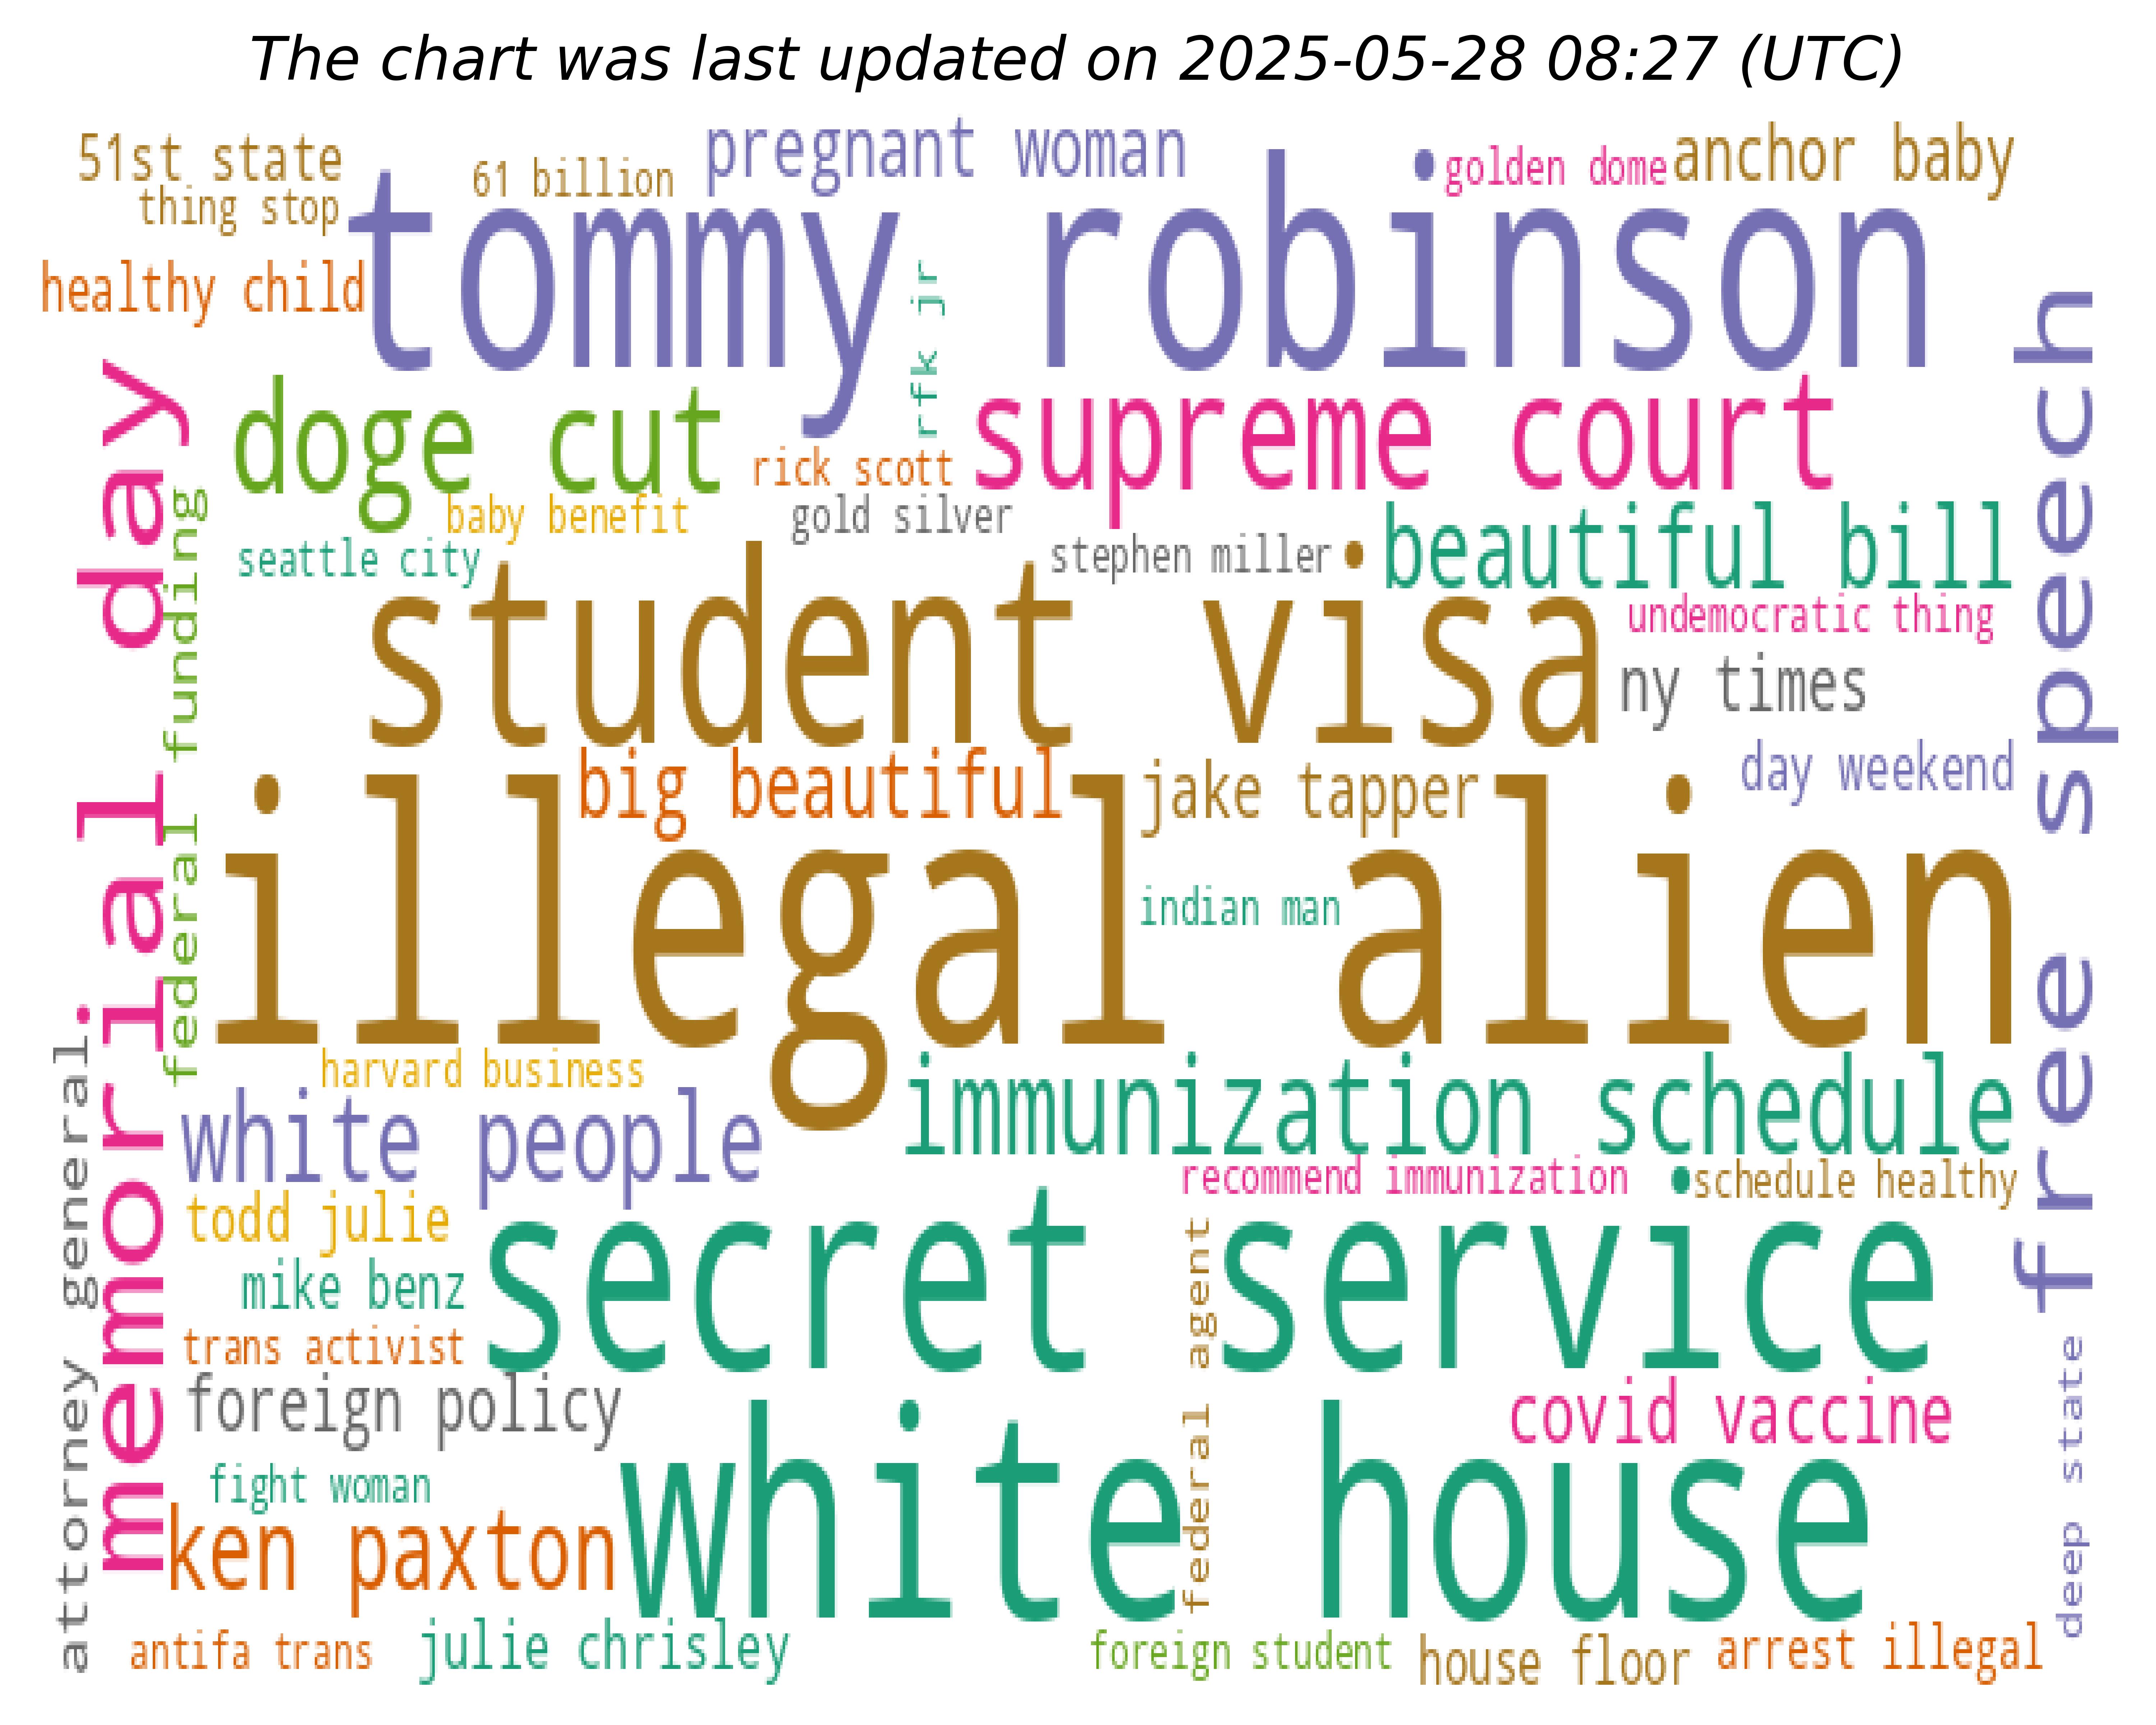 The chart was last updated on 2025-05-28 08:27 (UTC)
51st state
61 billion
pregnant woman
golden dome
anchor baby
thing stop
tommy robinson
healthy child
rfk jr
memorial day
free speech
doge cut
supreme court
rick scott
federal funding
baby benefit
gold silver
beautiful bill
seattle city
stephen miller
student visa
undemocratic thing
ny times
big beautiful
jake tapper
day weekend
illegal alien
indian man
attorney general
harvard business
immunization schedule
white people
recommend immunization
schedule healthy
todd julie
secret service
federal agent
mike benz
trans activist
foreign policy
covid vaccine
deep state
white house
fight woman
ken paxton
antifa trans
julie chrisley
foreign student
house floor
arrest illegal